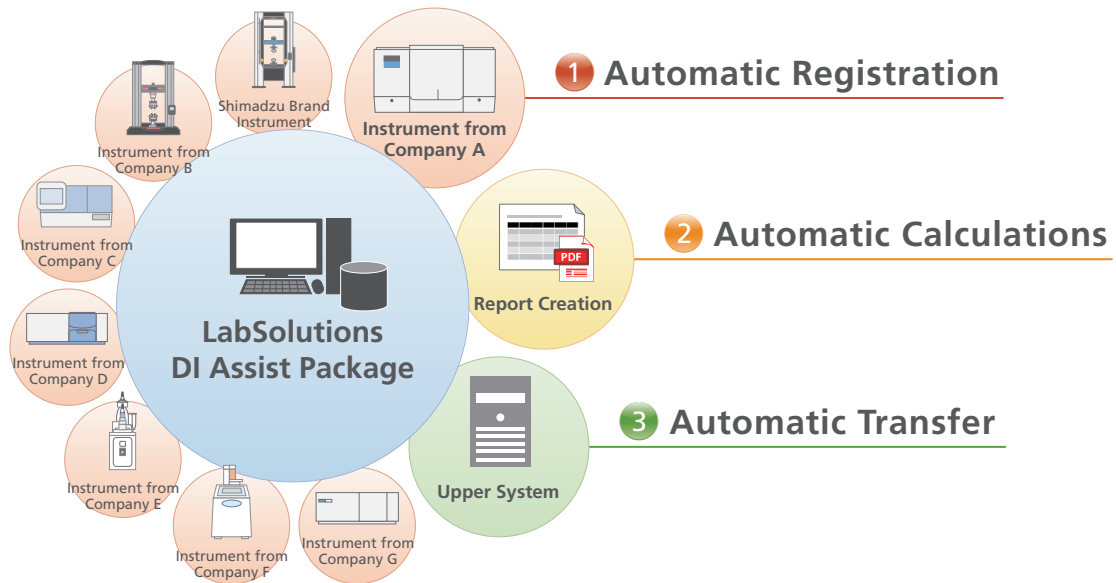 1 Automatic Registration
Shimadzu Brand
Instrument
Instrument from
Company A
Instrument from
Company B
Instrument from
Company C
2 Automatic Calculations
PDF
Report Creation
LabSolutions
DI Assist Package
Instrument from
Company D
3 Automatic Transfer
Upper System
Instrument from
Company E
Instrument from
Company F
Instrument from
Company G